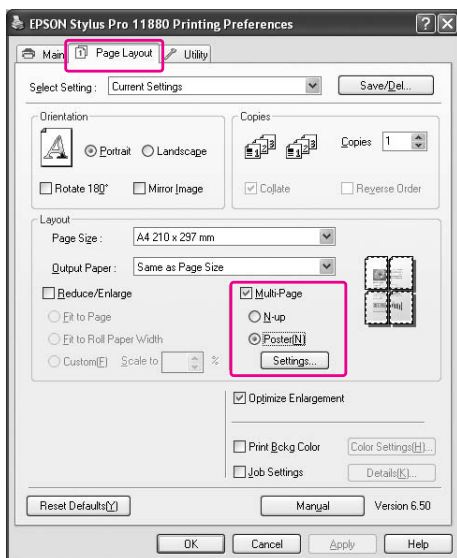 EPSON Stylus Pro 11880 Printing Preferences
Main Page Layout Utility
Select Setting : Current Settings Save/Del...
Orientation
Portrait Landscape
Rotate 180° Mirror Image
Copies
Copies 1
Collate Reverse Order
Layout
Page Size : A4 210 x 297 mm
Output Paper : Same as Page Size
Reduce/Enlarge
Fit to Page
Fit to Roll Paper Width
Custom(F) Scale to %
Multi-Page
N-up
Poster(N)
Settings...
Optimize Enlargement
Print Bckg Color Color Settings(H)...
Job Settings Details(K)...
Reset Defaults(Y) Manual Version 6.50
OK Cancel Apply Help